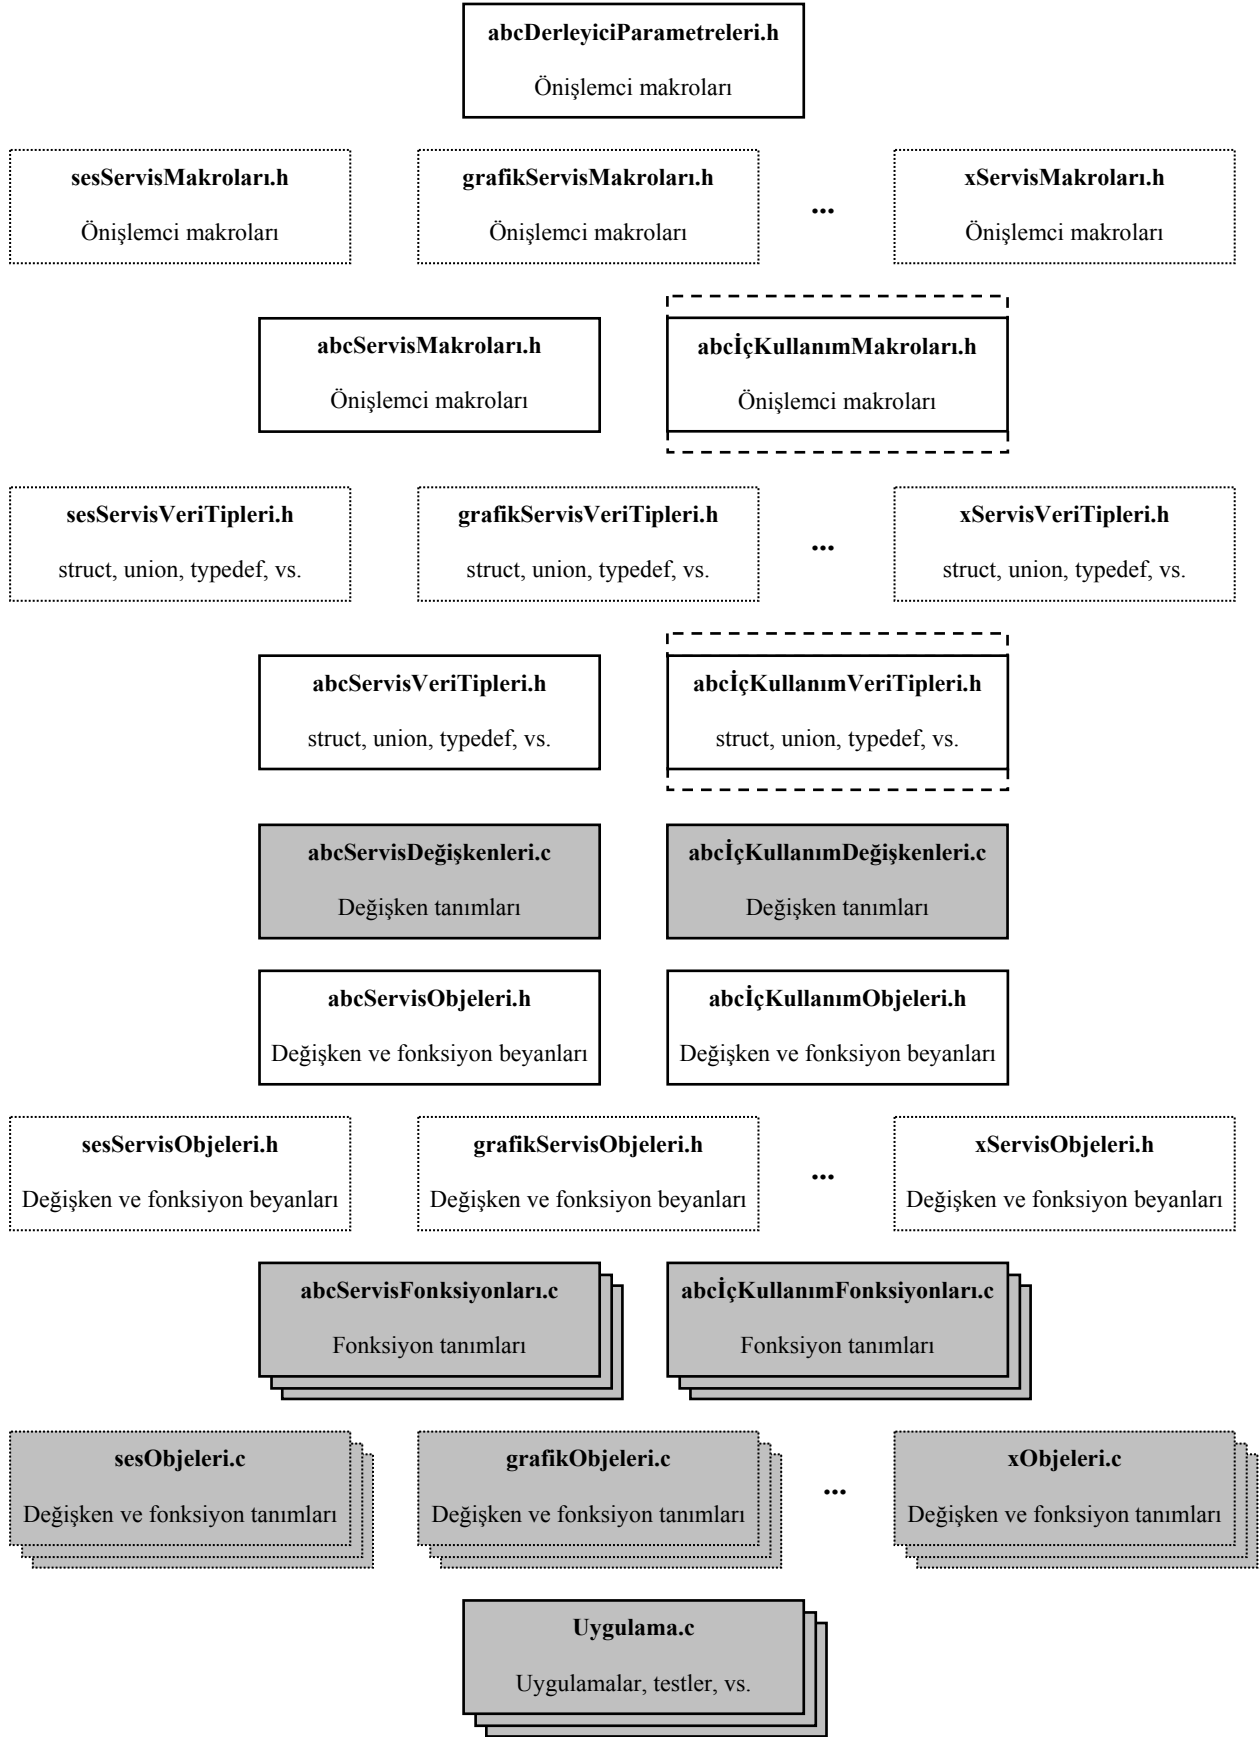 abcDerleyiciParametreleri.h
Önişlemci makroları
sesServisMakroları.h
Önişlemci makroları
grafikServisMakroları.h
Önişlemci makroları
...
xServisMakroları.h
Önişlemci makroları
abcServisMakroları.h
Önişlemci makroları
abcİçKullanımMakroları.h
Önişlemci makroları
sesServisVeriTipleri.h
struct, union, typedef, vs.
grafikServisVeriTipleri.h
struct, union, typedef, vs.
...
xServisVeriTipleri.h
struct, union, typedef, vs.
abcServisVeriTipleri.h
struct, union, typedef, vs.
abcİçKullanımVeriTipleri.h
struct, union, typedef, vs.
abcServisDeğişkenleri.c
Değişken tanımları
abcİçKullanımDeğişkenleri.c
Değişken tanımları
abcServisObjeleri.h
Değişken ve fonksiyon beyanları
abcİçKullanımObjeleri.h
Değişken ve fonksiyon beyanları
sesServisObjeleri.h
Değişken ve fonksiyon beyanları
grafikServisObjeleri.h
Değişken ve fonksiyon beyanları
...
xServisObjeleri.h
Değişken ve fonksiyon beyanları
abcServisFonksiyonları.c
Fonksiyon tanımları
abcİçKullanımFonksiyonları.c
Fonksiyon tanımları
sesObjeleri.c
Değişken ve fonksiyon tanımları
grafikObjeleri.c
Değişken ve fonksiyon tanımları
...
xObjeleri.c
Değişken ve fonksiyon tanımları
Uygulama.c
Uygulamalar, testler, vs.